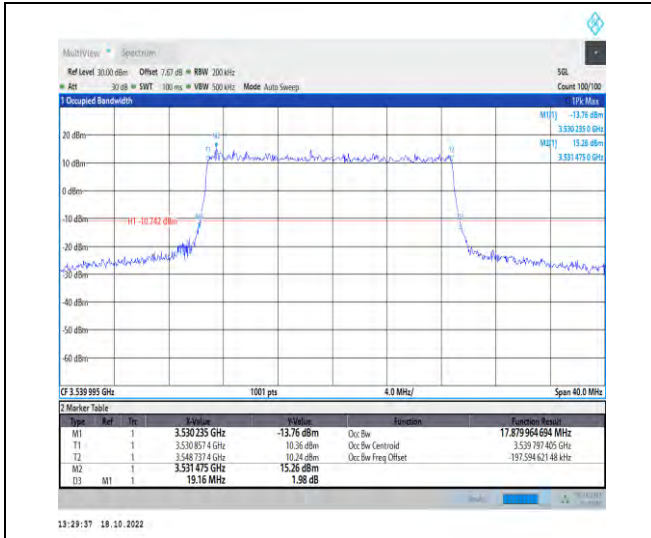 MultiView Spectrum
Ref Level 30.00 dBm Offset 7.67 dB RBW 200 kHz SGL
Att 30 dB SWT 100 ms VBW 500 kHz Mode Auto Sweep Count 100/100
1 Occupied Bandwidth 1Pk Max
M1[1] -13.76 dBm
3.530 235 0 GHz
M2[1] 15.26 dBm
3.531 475 0 GHz
20 dBm
M2
T1 T2
10 dBm
0 dBm
-10 dBm
H1 -10.742 dBm
-20 dBm
-30 dBm
-40 dBm
-50 dBm
-60 dBm
CF 3.539 995 GHz 1001 pts 4.0 MHz/ Span 40.0 MHz
2 Marker Table
Type Ref Trc X-Value Y-Value Function Function Result
M1 1 3.530 235 GHz -13.76 dBm Occ Bw 17.879 964 694 MHz
T1 1 3.530 857 4 GHz 10.36 dBm Occ Bw Centroid 3.539 797 405 GHz
T2 1 3.548 737 4 GHz 10.24 dBm Occ Bw Freq Offset -197.594 621 48 kHz
M2 1 3.531 475 GHz 15.26 dBm
D3 M1 1 19.16 MHz 1.98 dB
13:29:37 18.10.2022